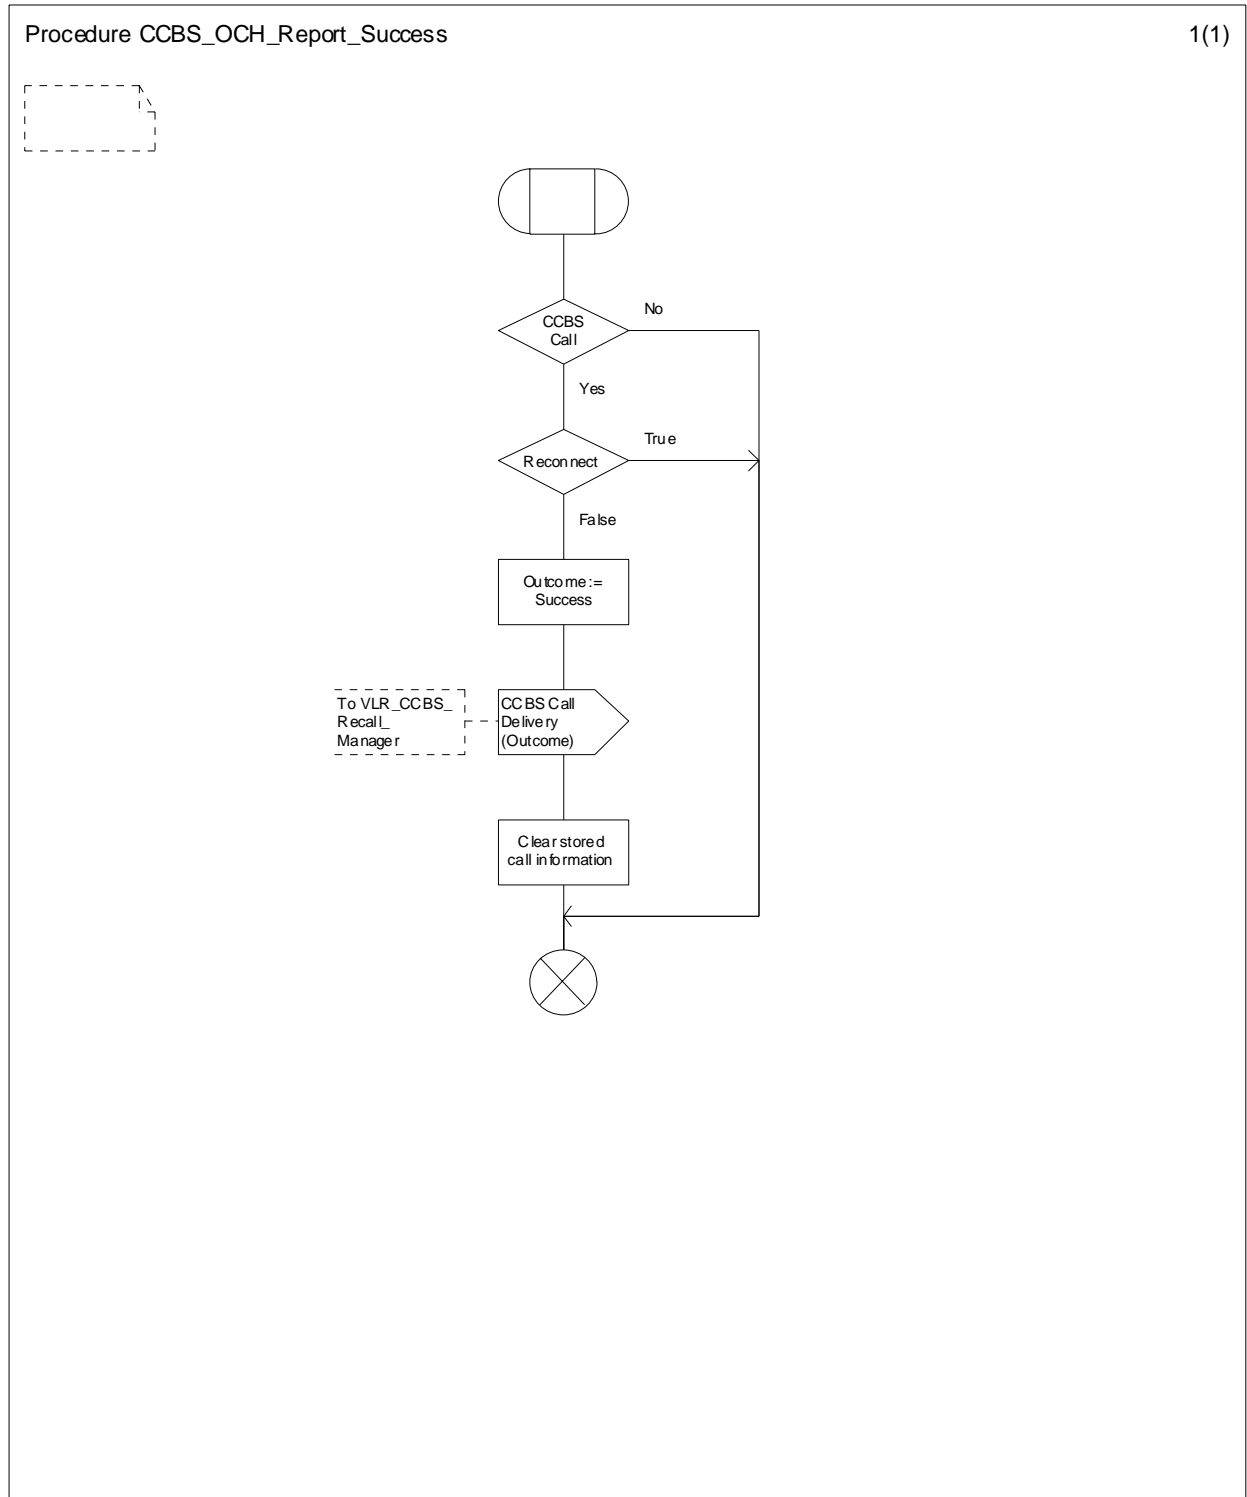 Procedure CCBS_OCH_Report_Success
1(1)
CCBS
Call
No
Yes
Reconnect
True
False
Outcome:=
Success
To VLR_CCBS_
Recall_
Manager
CCBS Call
Delivery
(Outcome)
Clear stored
call information